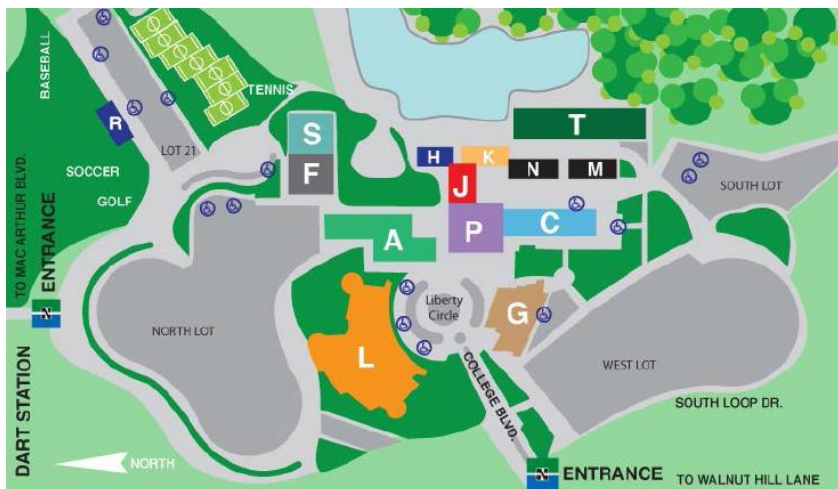 BASEBALL
TENNIS
R
LOT 21
SOCCER
GOLF
S
F
H
K
J
T
N
M
SOUTH LOT
A
P
C
TO MAC ARTHUR BLVD.
ENTRANCE
N
NORTH LOT
Liberty
Circle
G
L
WEST LOT
COLLEGE BLVD.
SOUTH LOOP DR.
DART STATION
NORTH
N
ENTRANCE
TO WALNUT HILL LANE